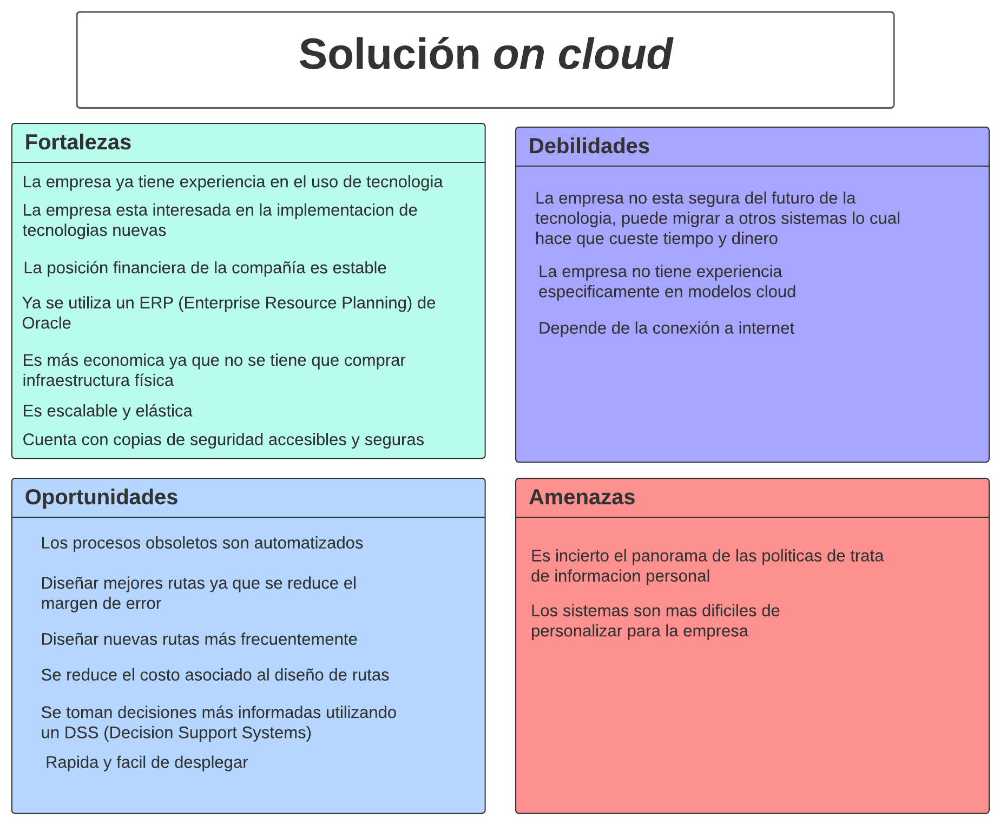 Solución on cloud
Fortalezas
La empresa ya tiene experiencia en el uso de tecnologia
La empresa esta interesada en la implementacion de
tecnologias nuevas
La posición financiera de la compañía es estable
Ya se utiliza un ERP (Enterprise Resource Planning) de
Oracle
Es más economica ya que no se tiene que comprar
infraestructura física
Es escalable y elástica
Cuenta con copias de seguridad accesibles y seguras
Debilidades
La empresa no esta segura del futuro de la
tecnologia, puede migrar a otros sistemas lo cual
hace que cueste tiempo y dinero
La empresa no tiene experiencia
especificamente en modelos cloud
Depende de la conexión a internet
Oportunidades
Los procesos obsoletos son automatizados
Diseñar mejores rutas ya que se reduce el
margen de error
Diseñar nuevas rutas más frecuentemente
Se reduce el costo asociado al diseño de rutas
Se toman decisiones más informadas utilizando
un DSS (Decision Support Systems)
Rapida y facil de desplegar
Amenazas
Es incierto el panorama de las politicas de trata
de informacion personal
Los sistemas son mas dificiles de
personalizar para la empresa